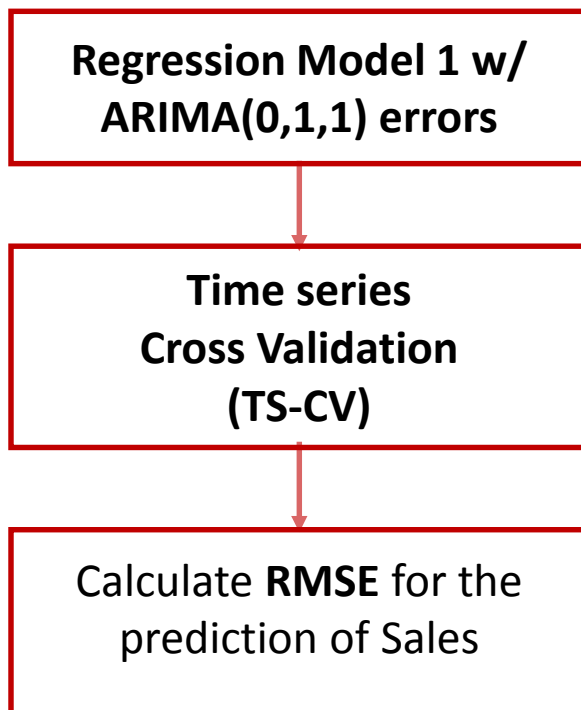 Regression Model 1 w/
ARIMA(0,1,1) errors
Time series
Cross Validation
(TS-CV)
Calculate RMSE for the
prediction of Sales